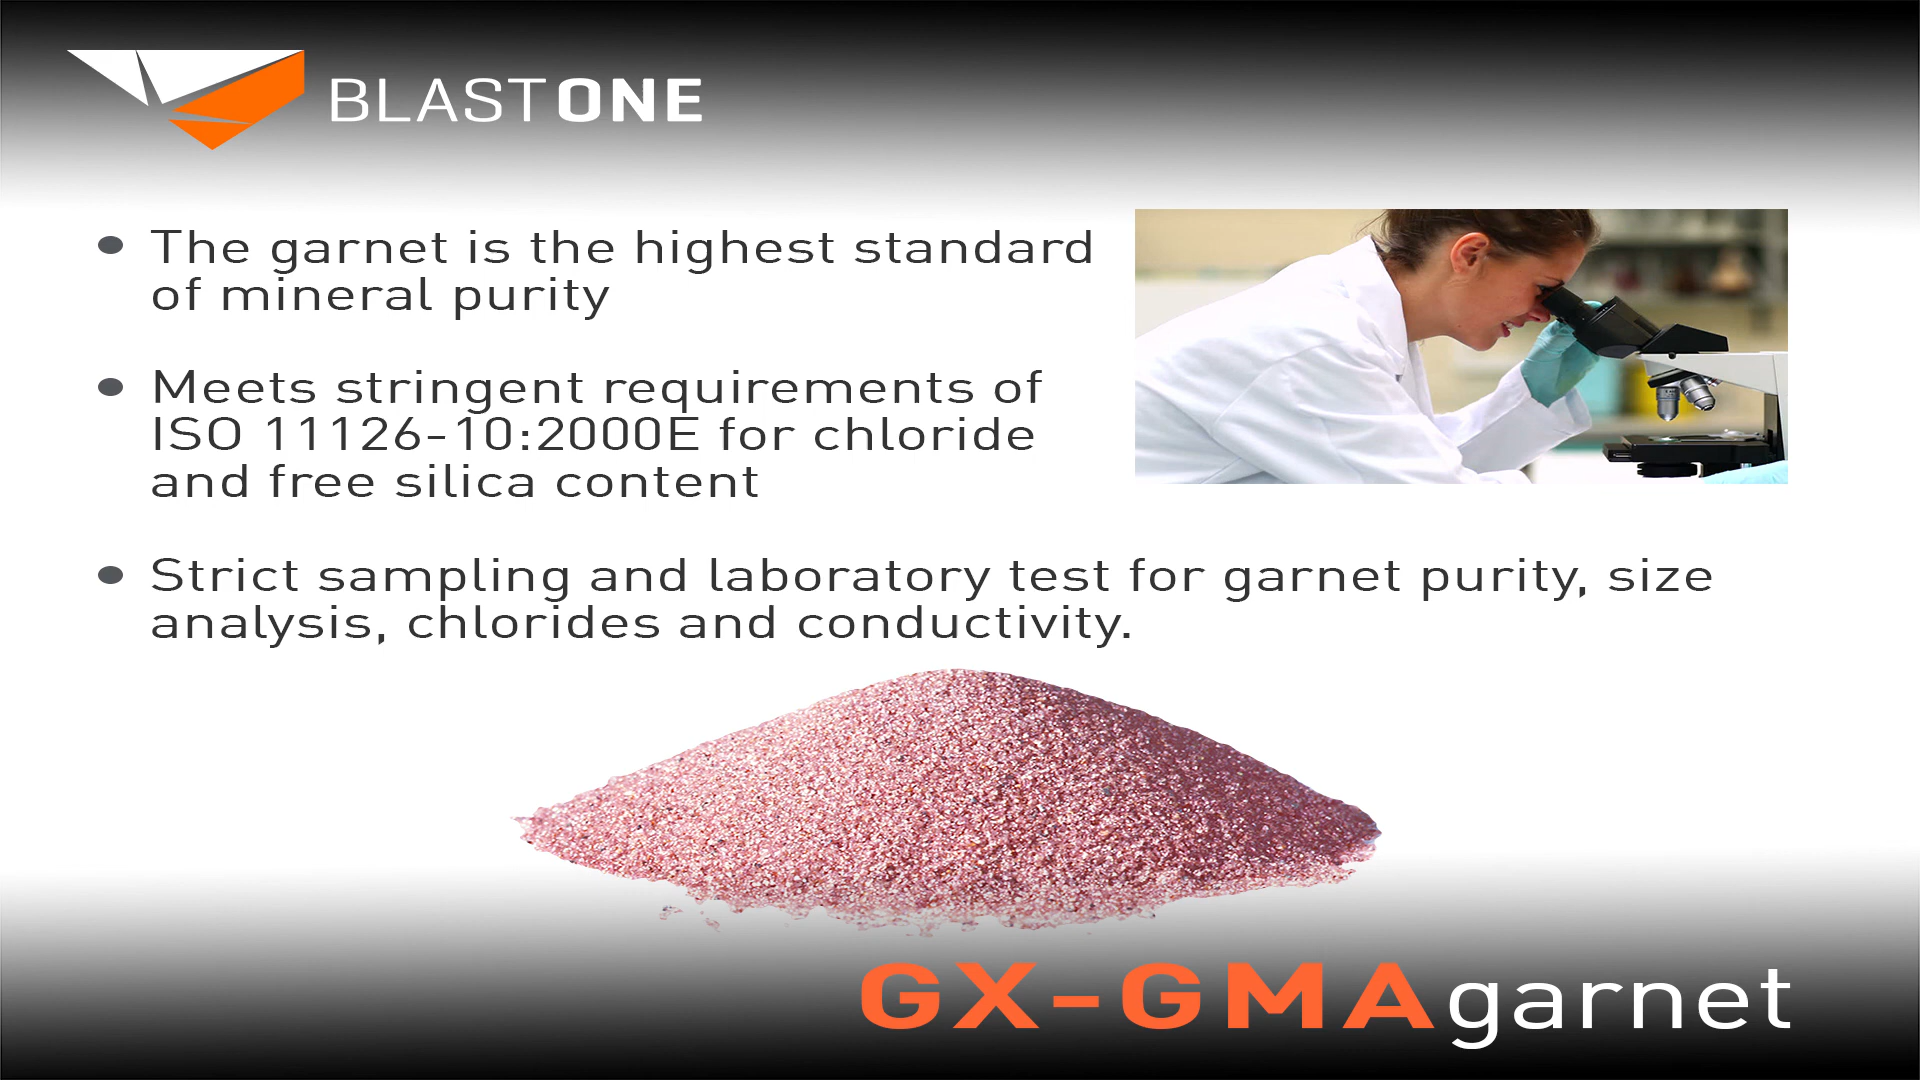 BLASTONE
• The garnet is the highest standard
of mineral purity
• Meets stringent requirements of
ISO 11126-10:2000E for chloride
and free silica content
• Strict sampling and laboratory test for garnet purity, size
analysis, chlorides and conductivity.
GX-GMAgarnet